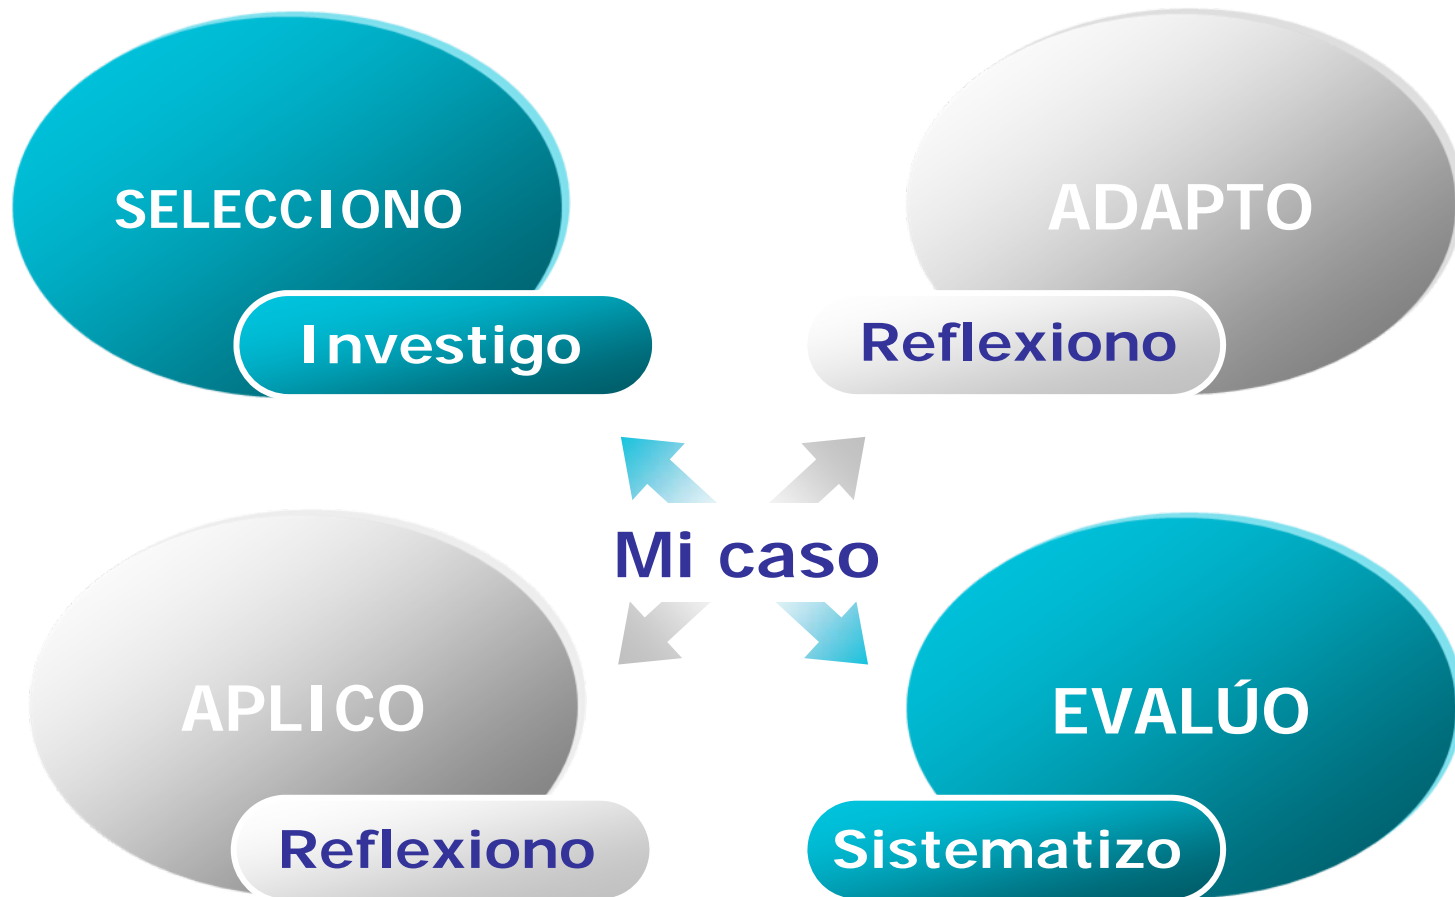 SELECCIONO
Investigo
ADAPTO
Reflexiono
Mi caso
APLICO
Reflexiono
EVALÚO
Sistematizo